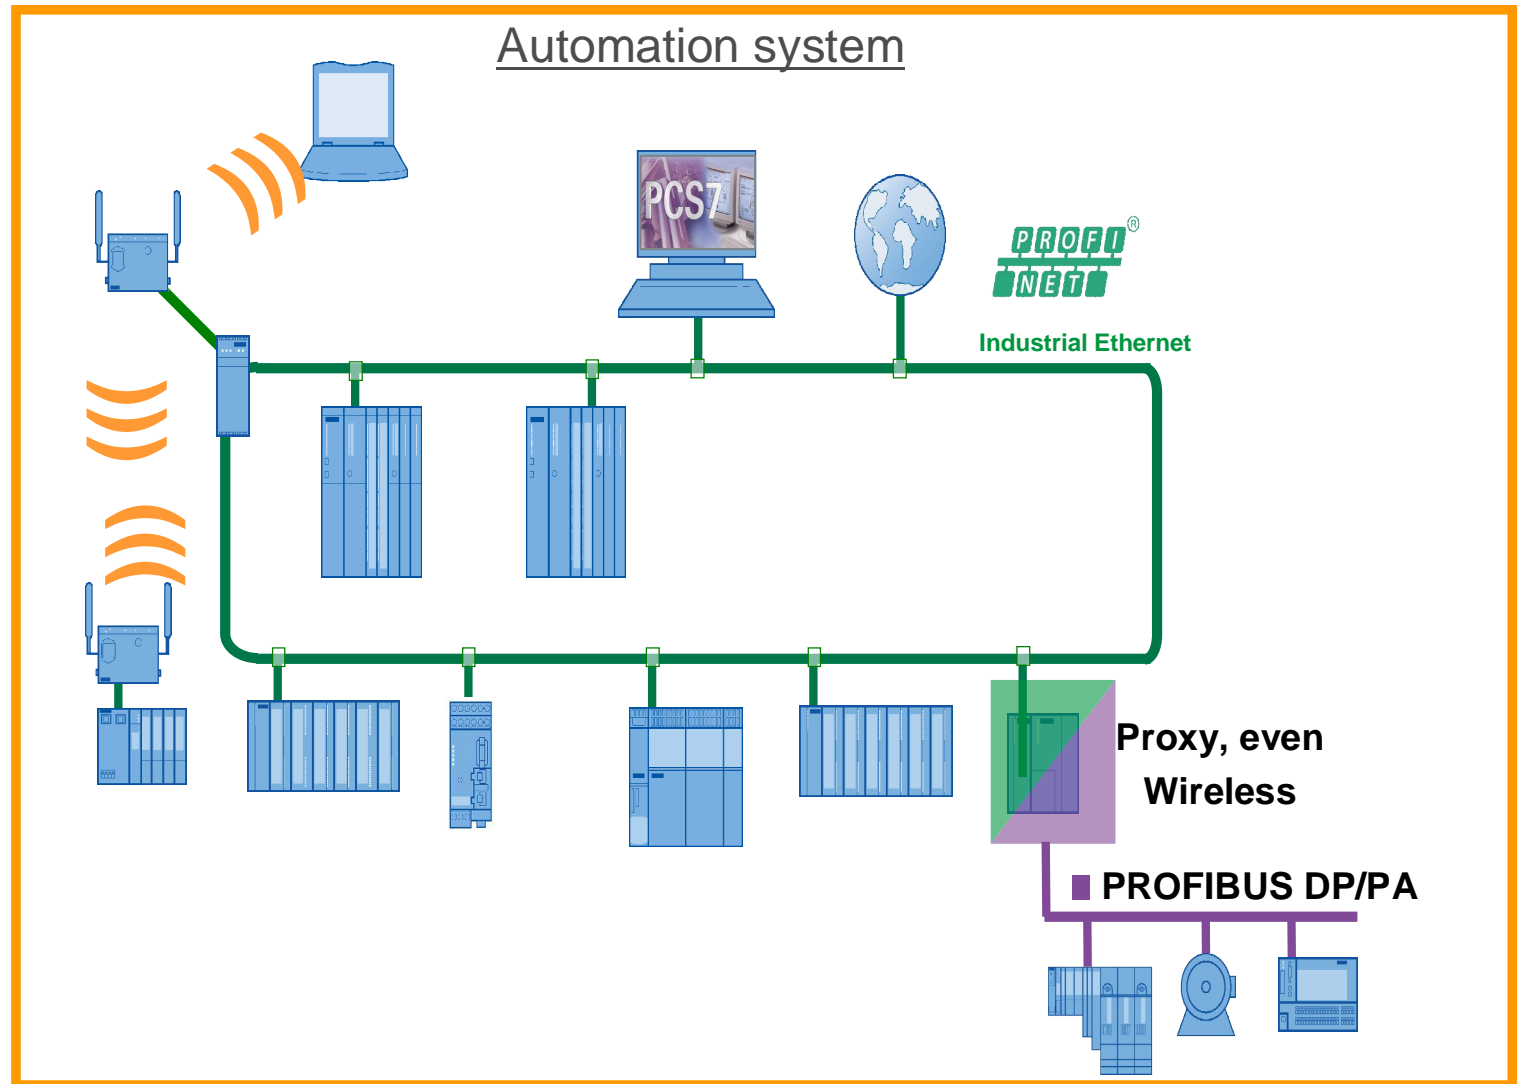 Automation system
PCS7
PROFI®
NET
Industrial Ethernet
Proxy, even
Wireless
PROFIBUS DP/PA